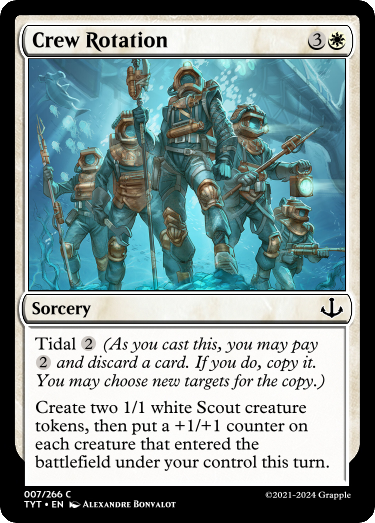 Crew Rotation 3
Sorcery
Tidal 2 (As you cast this, you may pay
2 and discard a card. If you do, copy it.
You may choose new targets for the copy.)
Create two 1/1 white Scout creature
tokens, then put a +1/+1 counter on
each creature that entered the
battlefield under your control this turn.
007/266 C
TYT • EN Alexandre Bonvalot
©2021-2024 Grapple